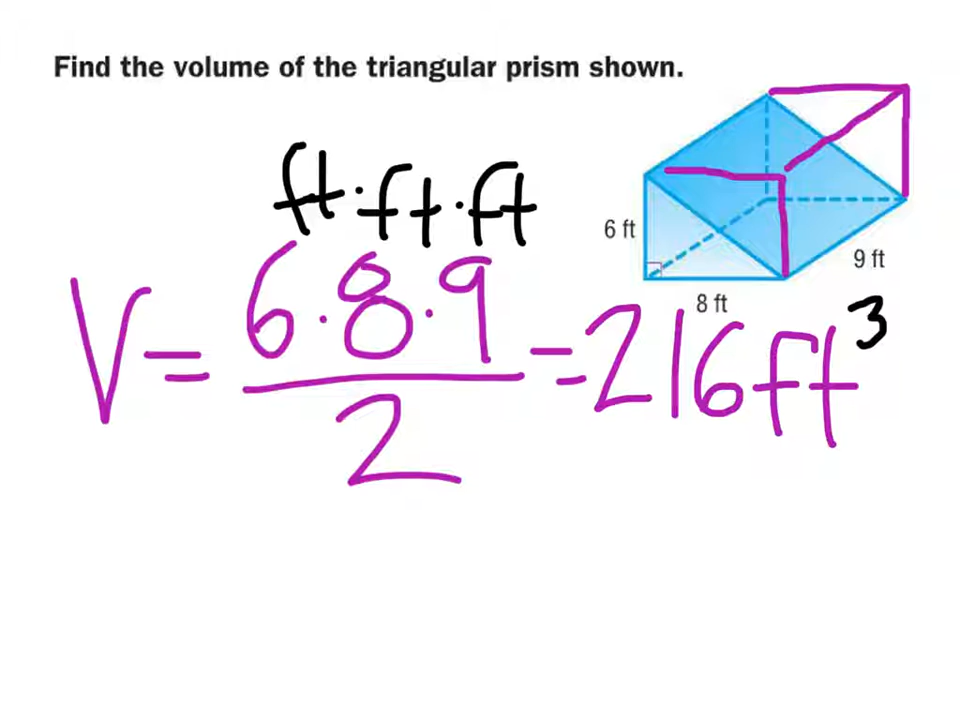 Find the volume of the triangular prism shown.
ft·ft·ft
6 ft
9 ft
8 ft
V = 6·8·9 / 2 = 216 ft³